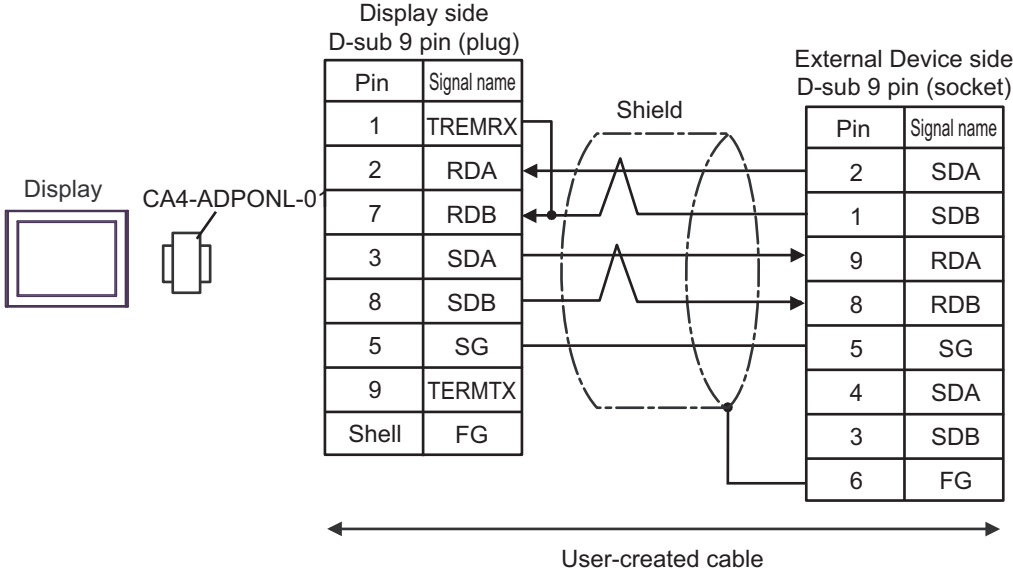 Display side
D-sub 9 pin (plug)
Pin Signal name
1 TREMRX
2 RDA
7 RDB
3 SDA
8 SDB
5 SG
9 TERMTX
Shell FG
Shield
External Device side
D-sub 9 pin (socket)
Pin Signal name
2 SDA
1 SDB
9 RDA
8 RDB
5 SG
4 SDA
3 SDB
6 FG
Display
CA4-ADPONL-01
User-created cable